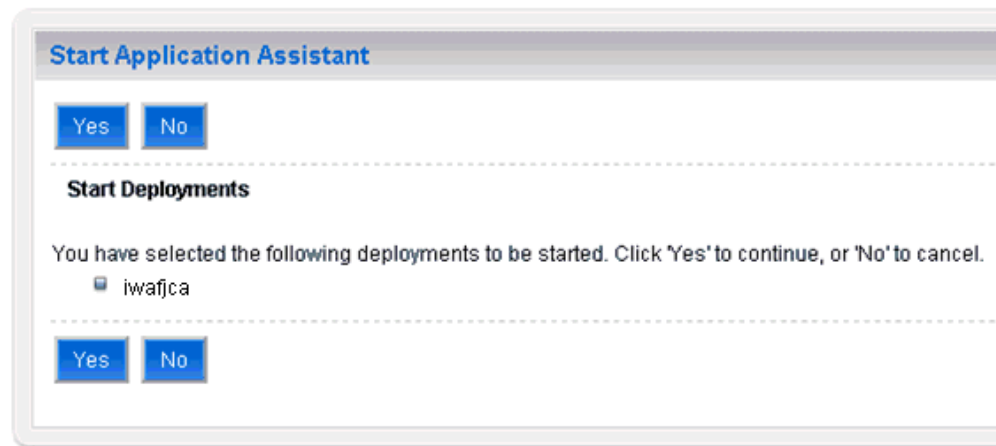 Start Application Assistant
Yes No
Start Deployments
You have selected the following deployments to be started. Click 'Yes' to continue, or 'No' to cancel.
iwafjca
Yes No